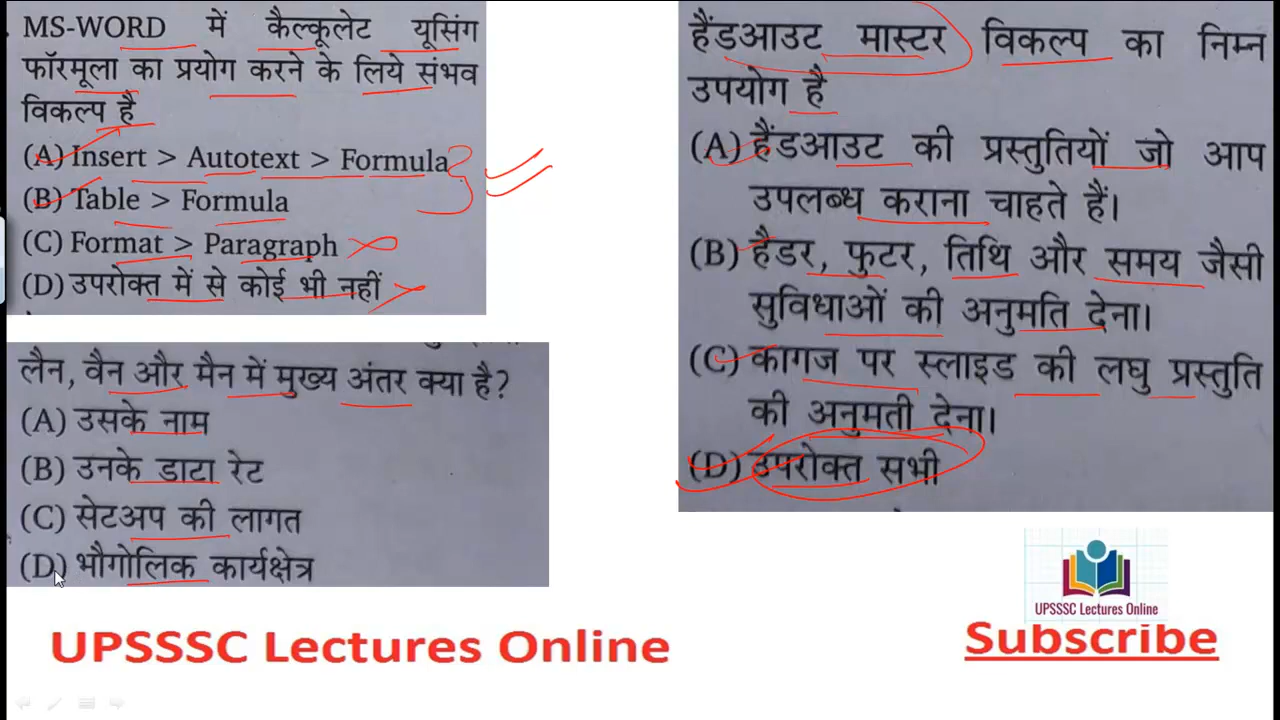 MS-WORD में कैल्कूलेट यूसिंग
फॉरमूला का प्रयोग करने के लिये संभव
विकल्प है
(A) Insert > Autotext > Formula
(B) Table > Formula
(C) Format > Paragraph
(D) उपरोक्त में से कोई भी नहीं
लैन, वैन और मैन में मुख्य अंतर क्या है?
(A) उसके नाम
(B) उनके डाटा रेट
(C) सेटअप की लागत
(D) भौगोलिक कार्यक्षेत्र
हैंडआउट मास्टर विकल्प का निम्न
उपयोग है
(A) हैंडआउट की प्रस्तुतियों जो आप
उपलब्ध कराना चाहते हैं।
(B) हैडर, फुटर, तिथि और समय जैसी
सुविधाओं की अनुमति देना।
(C) कागज पर स्लाइड की लघु प्रस्तुति
की अनुमती देना।
(D) उपरोक्त सभी
UPSSSC Lectures Online
Subscribe
UPSSSC Lectures Online